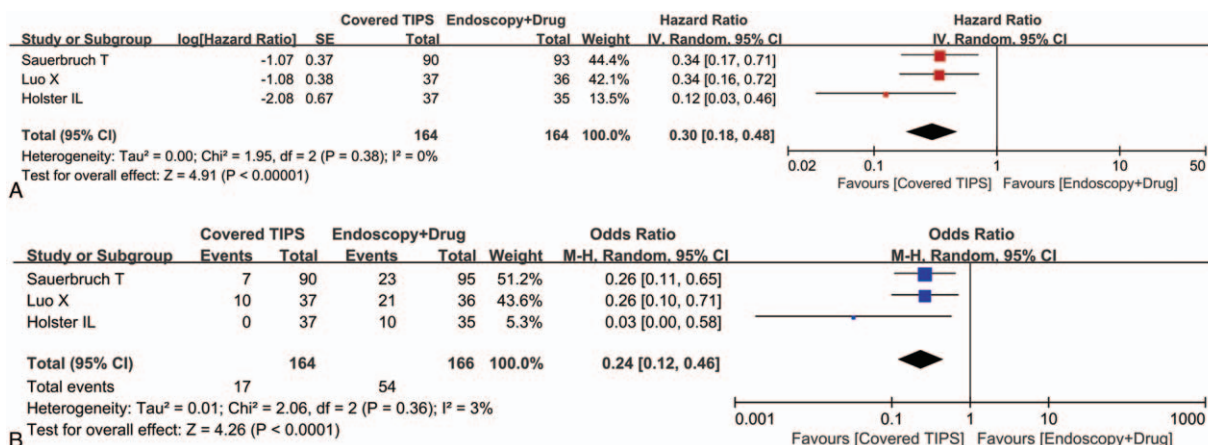 Covered TIPS Endoscopy+Drug Hazard Ratio Hazard Ratio
Study or Subgroup log[Hazard Ratio] SE Total Total Weight IV. Random. 95% CI IV. Random. 95% CI
Sauerbruch T -1.07 0.37 90 93 44.4% 0.34 [0.17, 0.71]
Luo X -1.08 0.38 37 36 42.1% 0.34 [0.16, 0.72]
Holster IL -2.08 0.67 37 35 13.5% 0.12 [0.03, 0.46]
Total (95% CI) 164 164 100.0% 0.30 [0.18, 0.48]
Heterogeneity: Tau² = 0.00; Chi² = 1.95, df = 2 (P = 0.38); I² = 0%
Test for overall effect: Z = 4.91 (P < 0.00001)
0.02 0.1 1 10 50
Favours [Covered TIPS] Favours [Endoscopy+Drug]
A
Covered TIPS Endoscopy+Drug Odds Ratio Odds Ratio
Study or Subgroup Events Total Events Total Weight M-H. Random. 95% CI M-H. Random. 95% CI
Sauerbruch T 7 90 23 95 51.2% 0.26 [0.11, 0.65]
Luo X 10 37 21 36 43.6% 0.26 [0.10, 0.71]
Holster IL 0 37 10 35 5.3% 0.03 [0.00, 0.58]
Total (95% CI) 164 166 100.0% 0.24 [0.12, 0.46]
Total events 17 54
Heterogeneity: Tau² = 0.01; Chi² = 2.06, df = 2 (P = 0.36); I² = 3%
Test for overall effect: Z = 4.26 (P < 0.0001)
0.001 0.1 1 10 1000
Favours [Covered TIPS] Favours [Endoscopy+Drug]
B